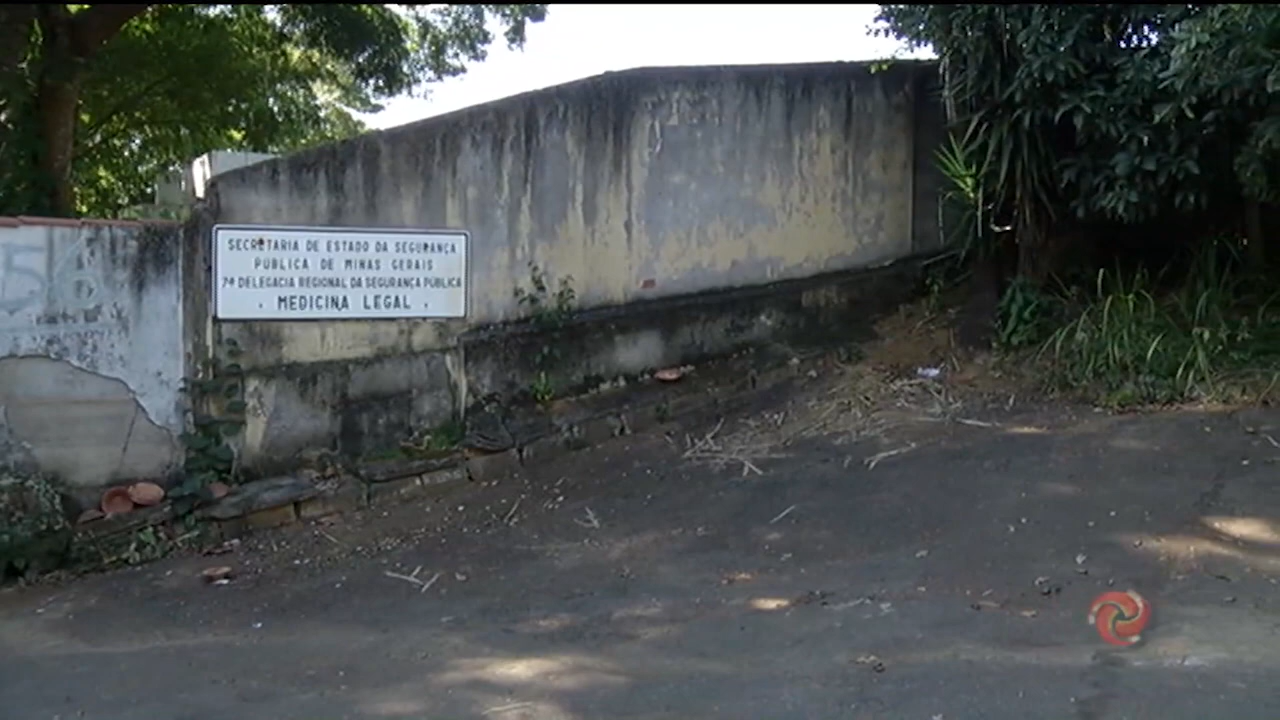 SECRETARIA DE ESTADO DA SEGURANÇA
PÚBLICA DE MINAS GERAIS
7ª DELEGACIA REGIONAL DA SEGURANÇA PÚBLICA
· MEDICINA LEGAL ·